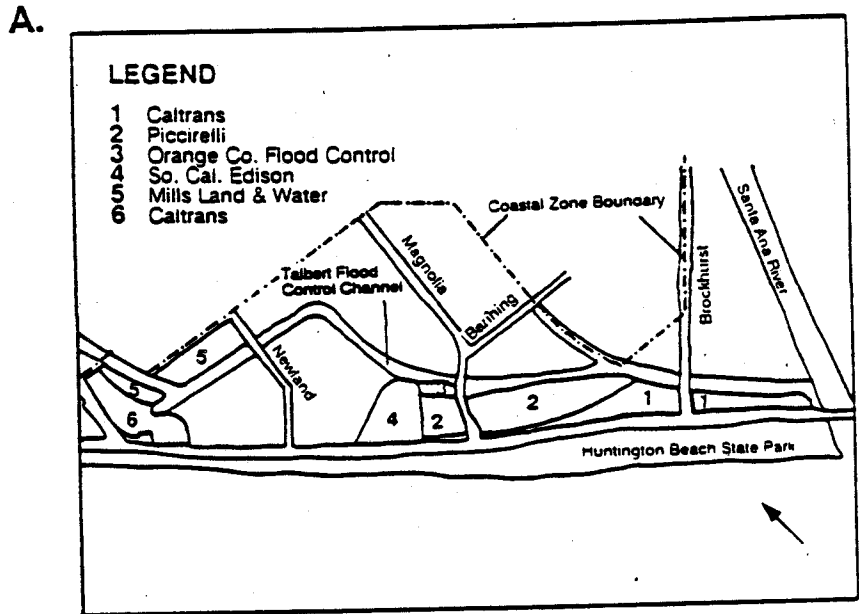 A.
LEGEND
1 Caltrans
2 Piccirelli
3 Orange Co. Flood Control
4 So. Cal. Edison
5 Mills Land & Water
6 Caltrans
Coastal Zone Boundary
Santa Ana River
Magnolia
Talbert Flood
Control Channel
Banning
Brockhurst
Newland
5
5
6
4
2
2
1
1
Huntington Beach State Park